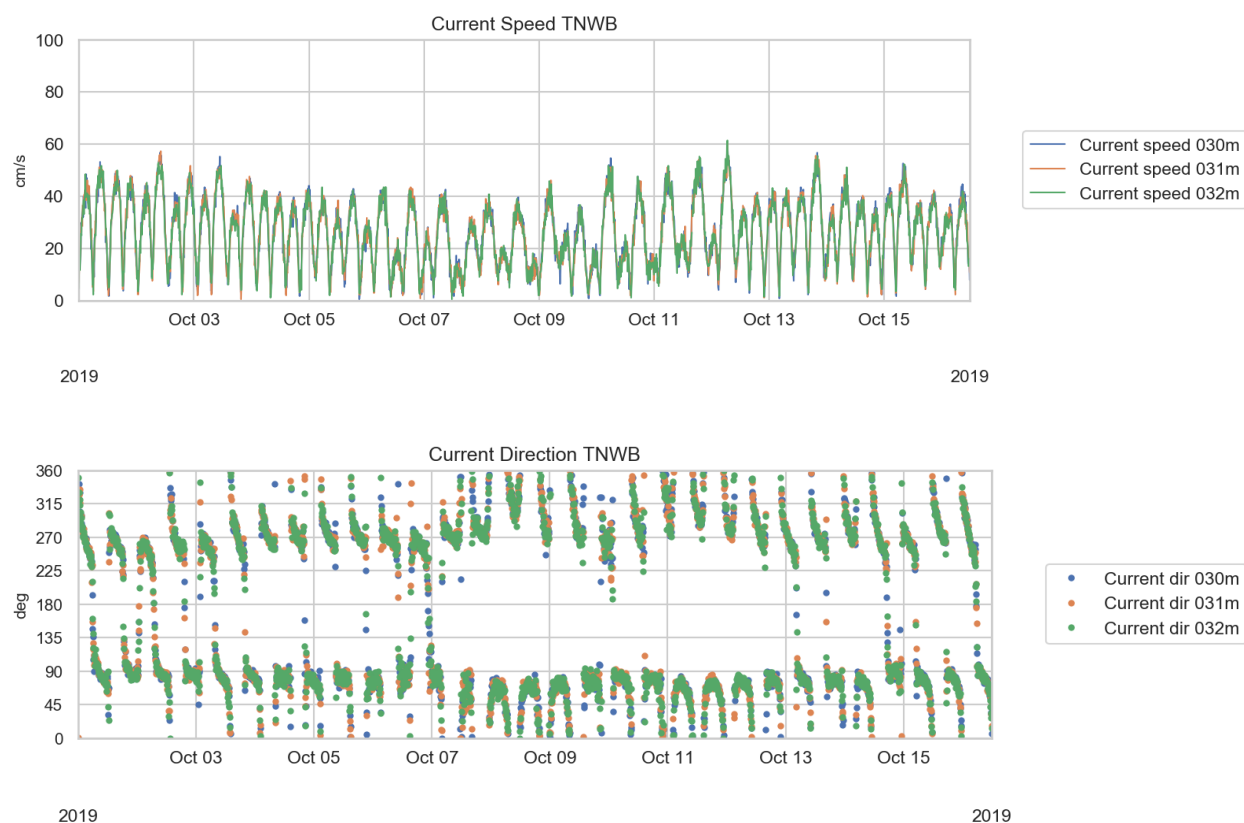 Current Speed TNWB
100
80
60
40
20
0
cm/s
Oct 03 Oct 05 Oct 07 Oct 09 Oct 11 Oct 13 Oct 15
2019 2019
Current speed 030m
Current speed 031m
Current speed 032m
Current Direction TNWB
360
315
270
225
180
135
90
45
0
deg
Oct 03 Oct 05 Oct 07 Oct 09 Oct 11 Oct 13 Oct 15
2019 2019
Current dir 030m
Current dir 031m
Current dir 032m